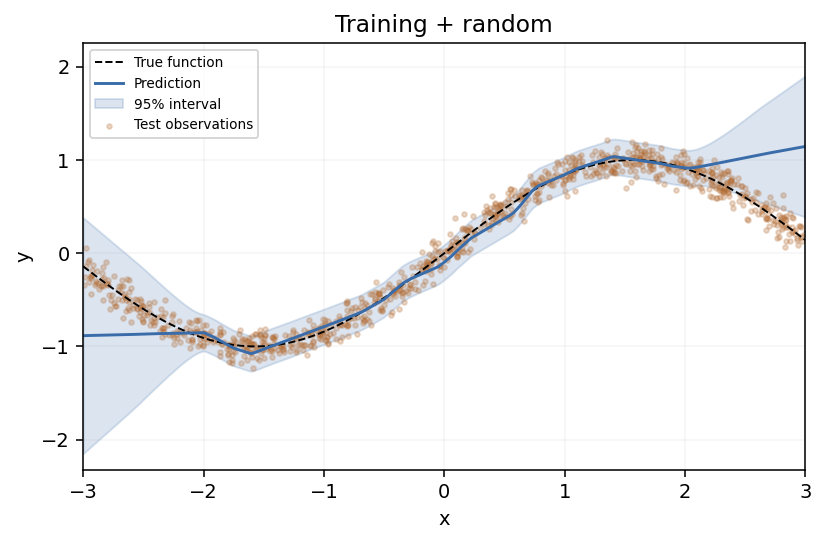 Training + random
True function
Prediction
95% interval
Test observations
y
2
1
0
−1
−2
−3
−2
−1
0
1
2
3
x